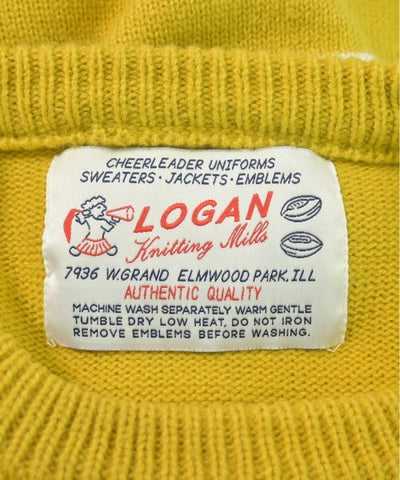 CHEERLEADER UNIFORMS
SWEATERS · JACKETS · EMBLEMS
LOGAN
Knitting Mills
7936 W.GRAND ELMWOOD PARK, ILL
AUTHENTIC QUALITY
MACHINE WASH SEPARATELY WARM GENTLE
TUMBLE DRY LOW HEAT, DO NOT IRON
REMOVE EMBLEMS BEFORE WASHING.